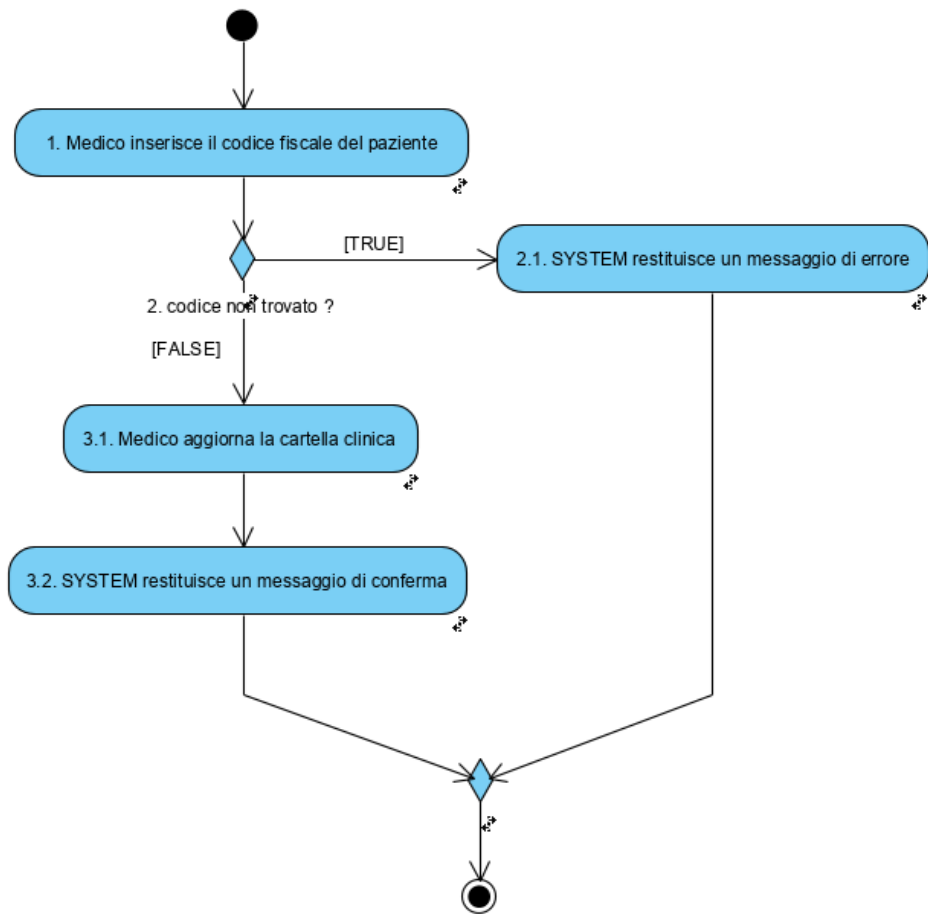 1. Medico inserisce il codice fiscale del paziente
[TRUE]
2.1. SYSTEM restituisce un messaggio di errore
2. codice non trovato ?
[FALSE]
3.1. Medico aggiorna la cartella clinica
3.2. SYSTEM restituisce un messaggio di conferma